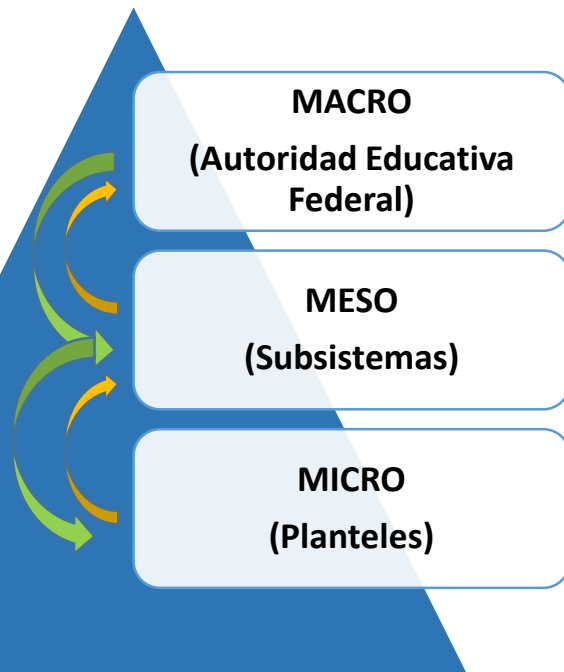 MACRO
(Autoridad Educativa
Federal)
MESO
(Subsistemas)
MICRO
(Planteles)